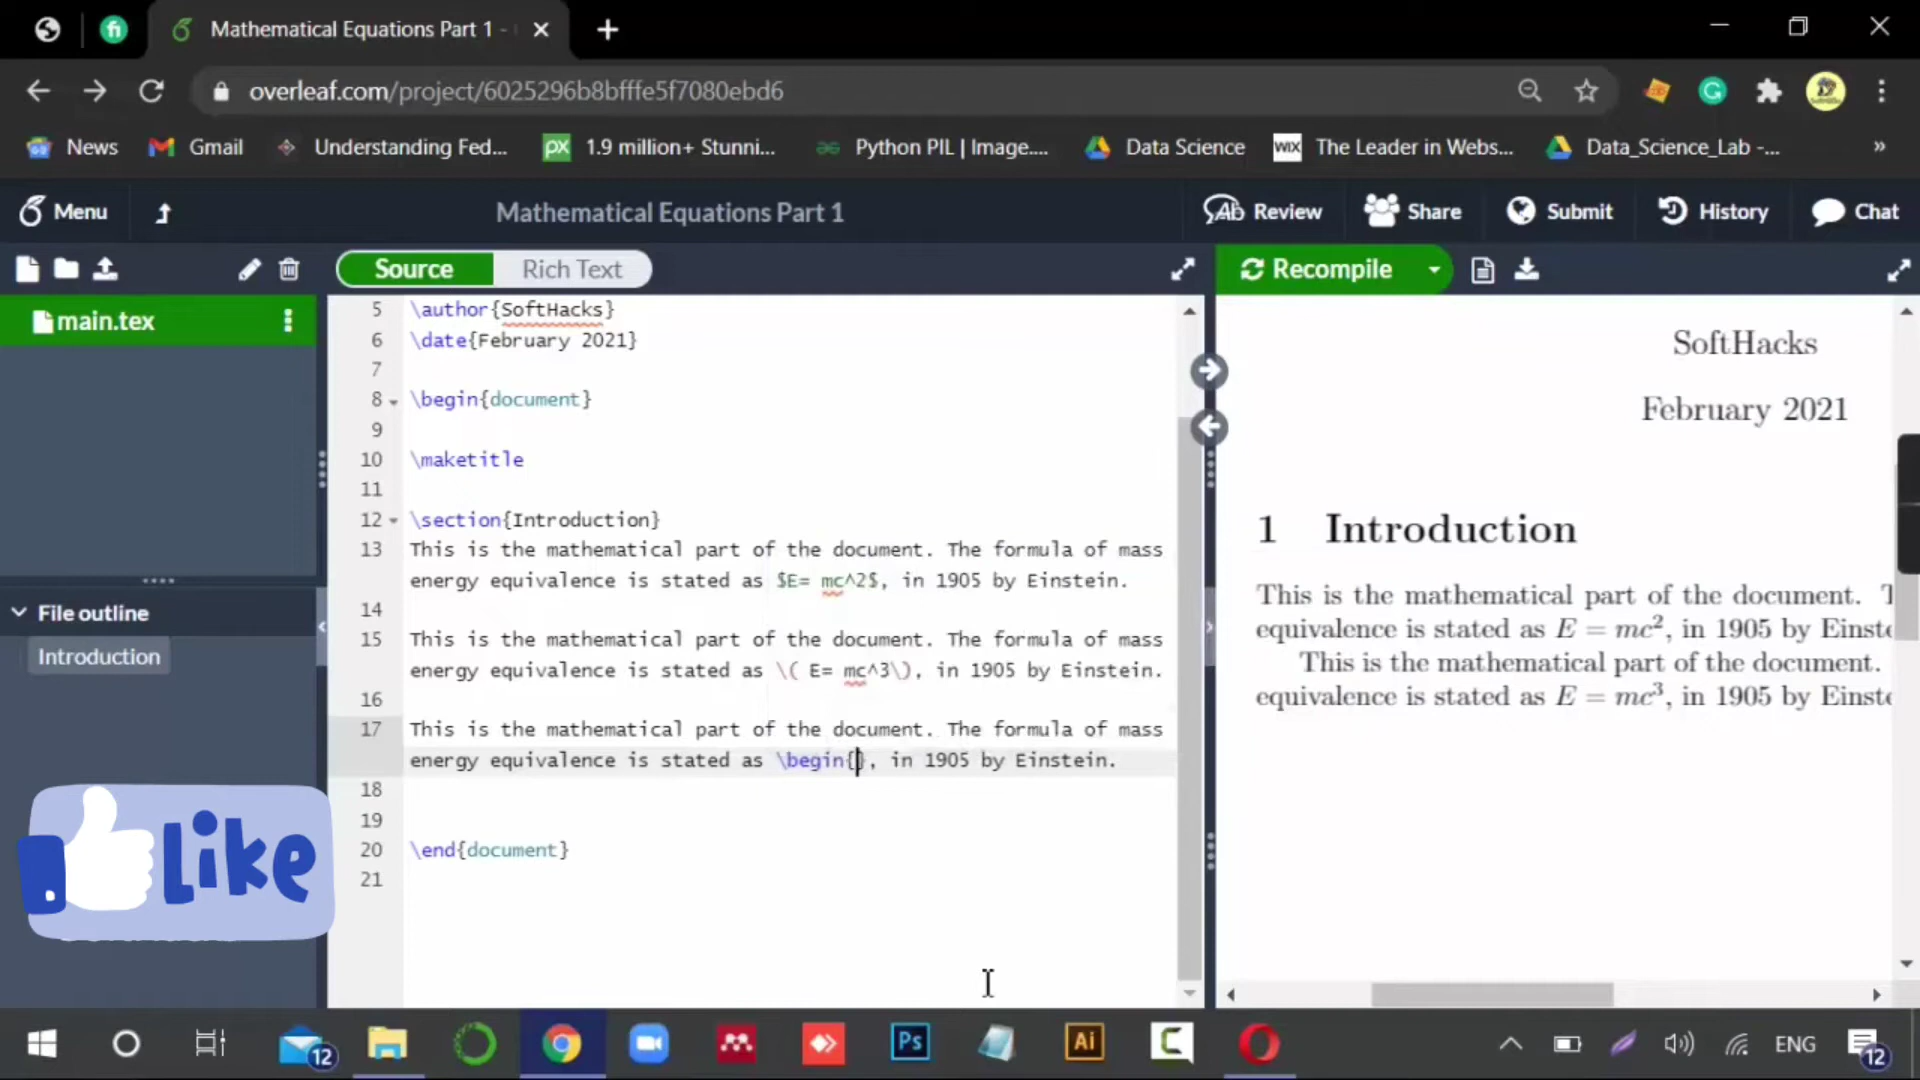 fi
Mathematical Equations Part 1 -
overleaf.com/project/6025296b8bfffe5f7080ebd6
News Gmail Understanding Fed... px 1.9 million+ Stunni... Python PIL | Image.... Data Science WIX The Leader in Webs... Data_Science_Lab -... »
Menu Mathematical Equations Part 1 Ab Review Share Submit History Chat
Source Rich Text Recompile
main.tex
5 \author{SoftHacks}
6 \date{February 2021}
7
8 \begin{document}
9
10 \maketitle
11
12 \section{Introduction}
13 This is the mathematical part of the document. The formula of mass
energy equivalence is stated as $E= mc^2$, in 1905 by Einstein.
14
15 This is the mathematical part of the document. The formula of mass
energy equivalence is stated as \( E= mc^3\), in 1905 by Einstein.
16
17 This is the mathematical part of the document. The formula of mass
energy equivalence is stated as \begin{}, in 1905 by Einstein.
18
19
20 \end{document}
21
File outline
Introduction
Like
SoftHacks
February 2021
1 Introduction
This is the mathematical part of the document.
equivalence is stated as E = mc², in 1905 by
This is the mathematical part of the document.
equivalence is stated as E = mc³, in 1905 by
12 Ps Ai C ENG 12